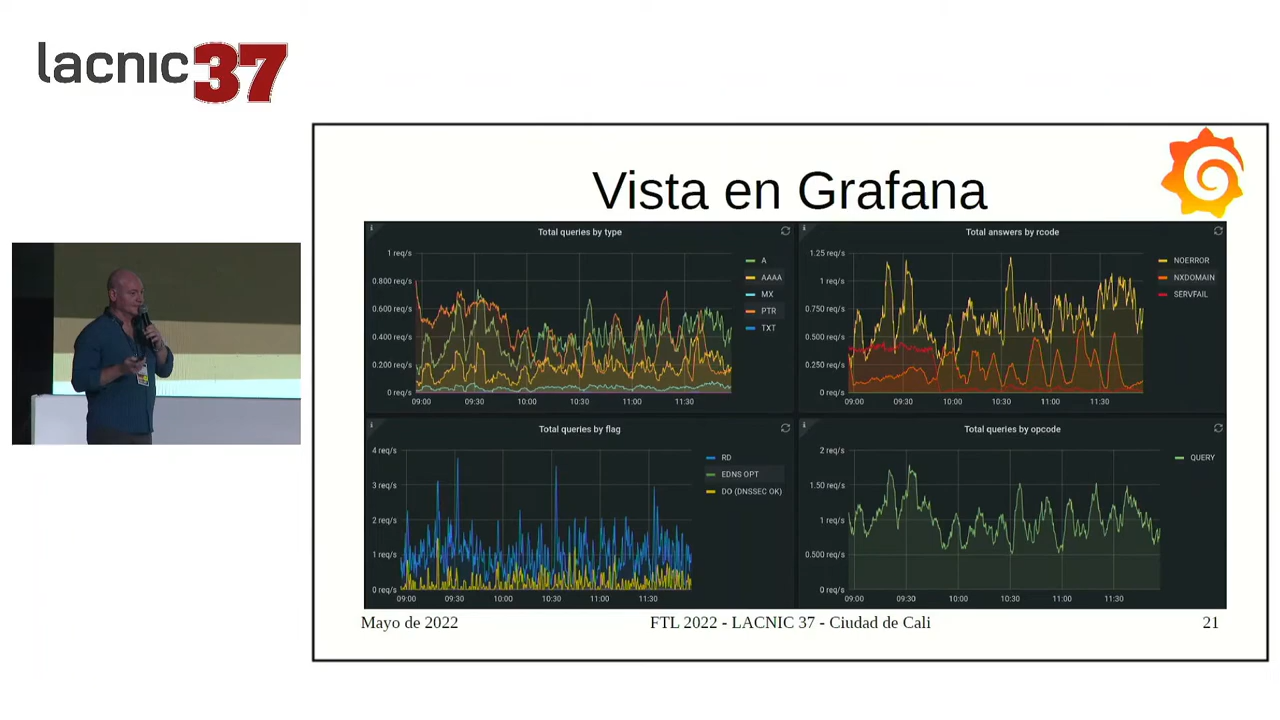 lacnic37
Vista en Grafana
Total queries by type
1 req/s
0.800 req/s
0.600 req/s
0.400 req/s
0.200 req/s
0 req/s
09:00 09:30 10:00 10:30 11:00 11:30
A
AAAA
MX
PTR
TXT
Total answers by rcode
1.25 req/s
1 req/s
0.750 req/s
0.500 req/s
0.250 req/s
0 req/s
09:00 09:30 10:00 10:30 11:00 11:30
NOERROR
NXDOMAIN
SERVFAIL
Total queries by flag
4 req/s
3 req/s
2 req/s
1 req/s
0 req/s
09:00 09:30 10:00 10:30 11:00 11:30
RD
EDNS OPT
DO (DNSSEC OK)
Total queries by opcode
2 req/s
1.50 req/s
1 req/s
0.500 req/s
0 req/s
09:00 09:30 10:00 10:30 11:00 11:30
QUERY
Mayo de 2022 FTL 2022 - LACNIC 37 - Ciudad de Cali 21